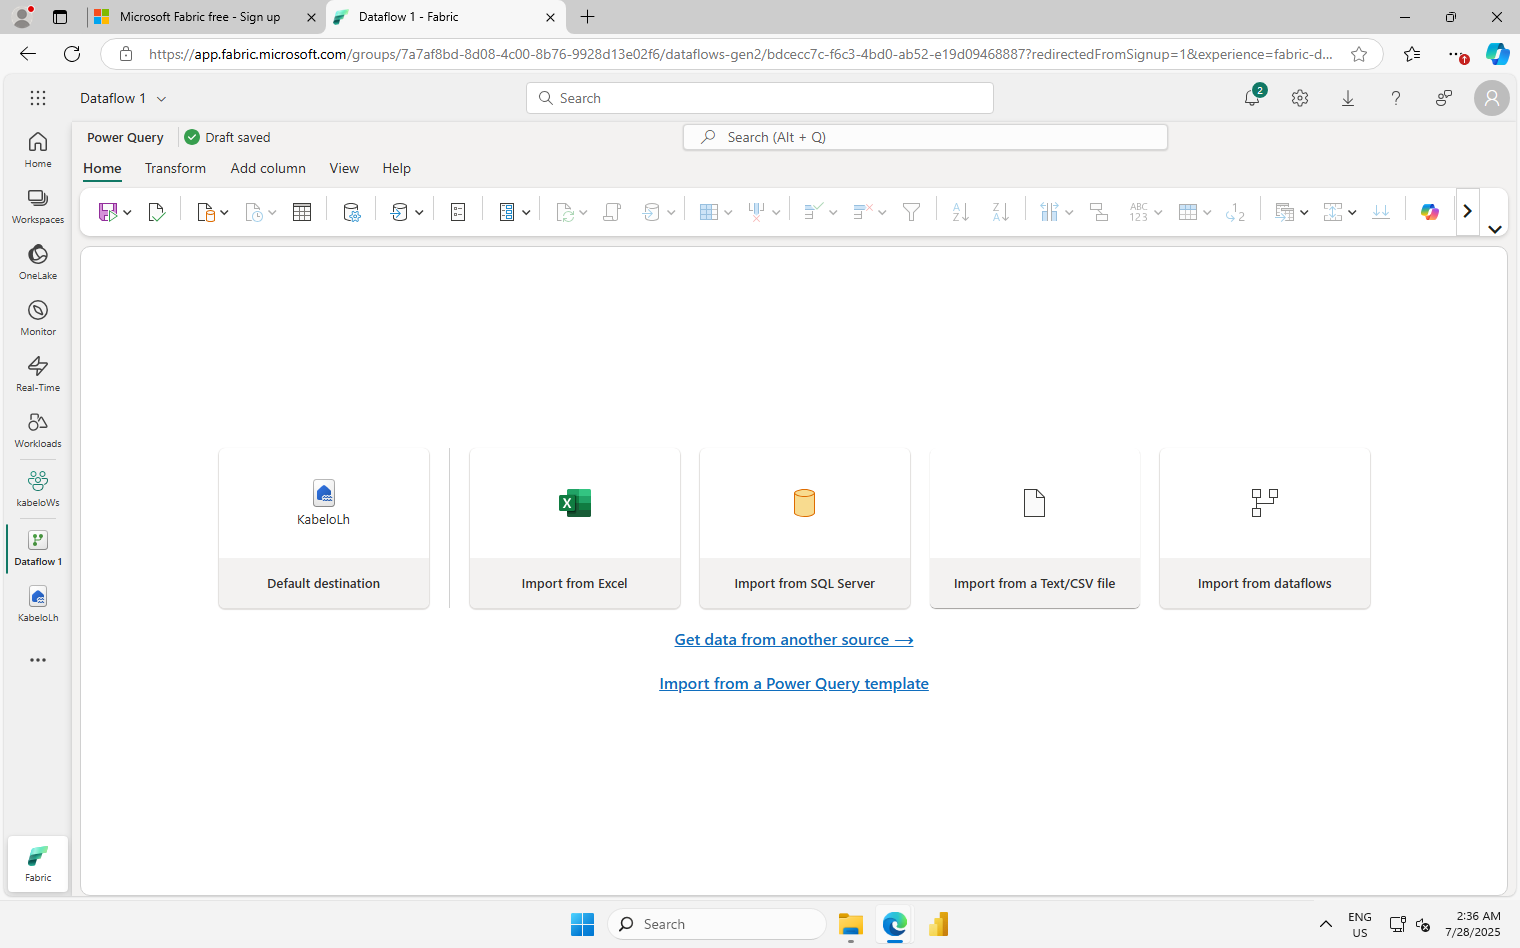 Microsoft Fabric free - Sign up
Dataflow 1 - Fabric
https://app.fabric.microsoft.com/groups/7a7af8bd-8d08-4c00-8b76-9928d13e02f6/dataflows-gen2/bdcecc7c-f6c3-4bd0-ab52-e19d09468887?redirectedFromSignup=1&experience=fabric-d...
Dataflow 1
Search
2
Power Query
Draft saved
Search (Alt + Q)
Home
Transform
Add column
View
Help
Home
Workspaces
OneLake
Monitor
Real-Time
Workloads
kabeloWs
Dataflow 1
KabeloLh
Fabric
KabeloLh
Default destination
Import from Excel
Import from SQL Server
Import from a Text/CSV file
Import from dataflows
Get data from another source →
Import from a Power Query template
Search
ENG
US
2:36 AM
7/28/2025